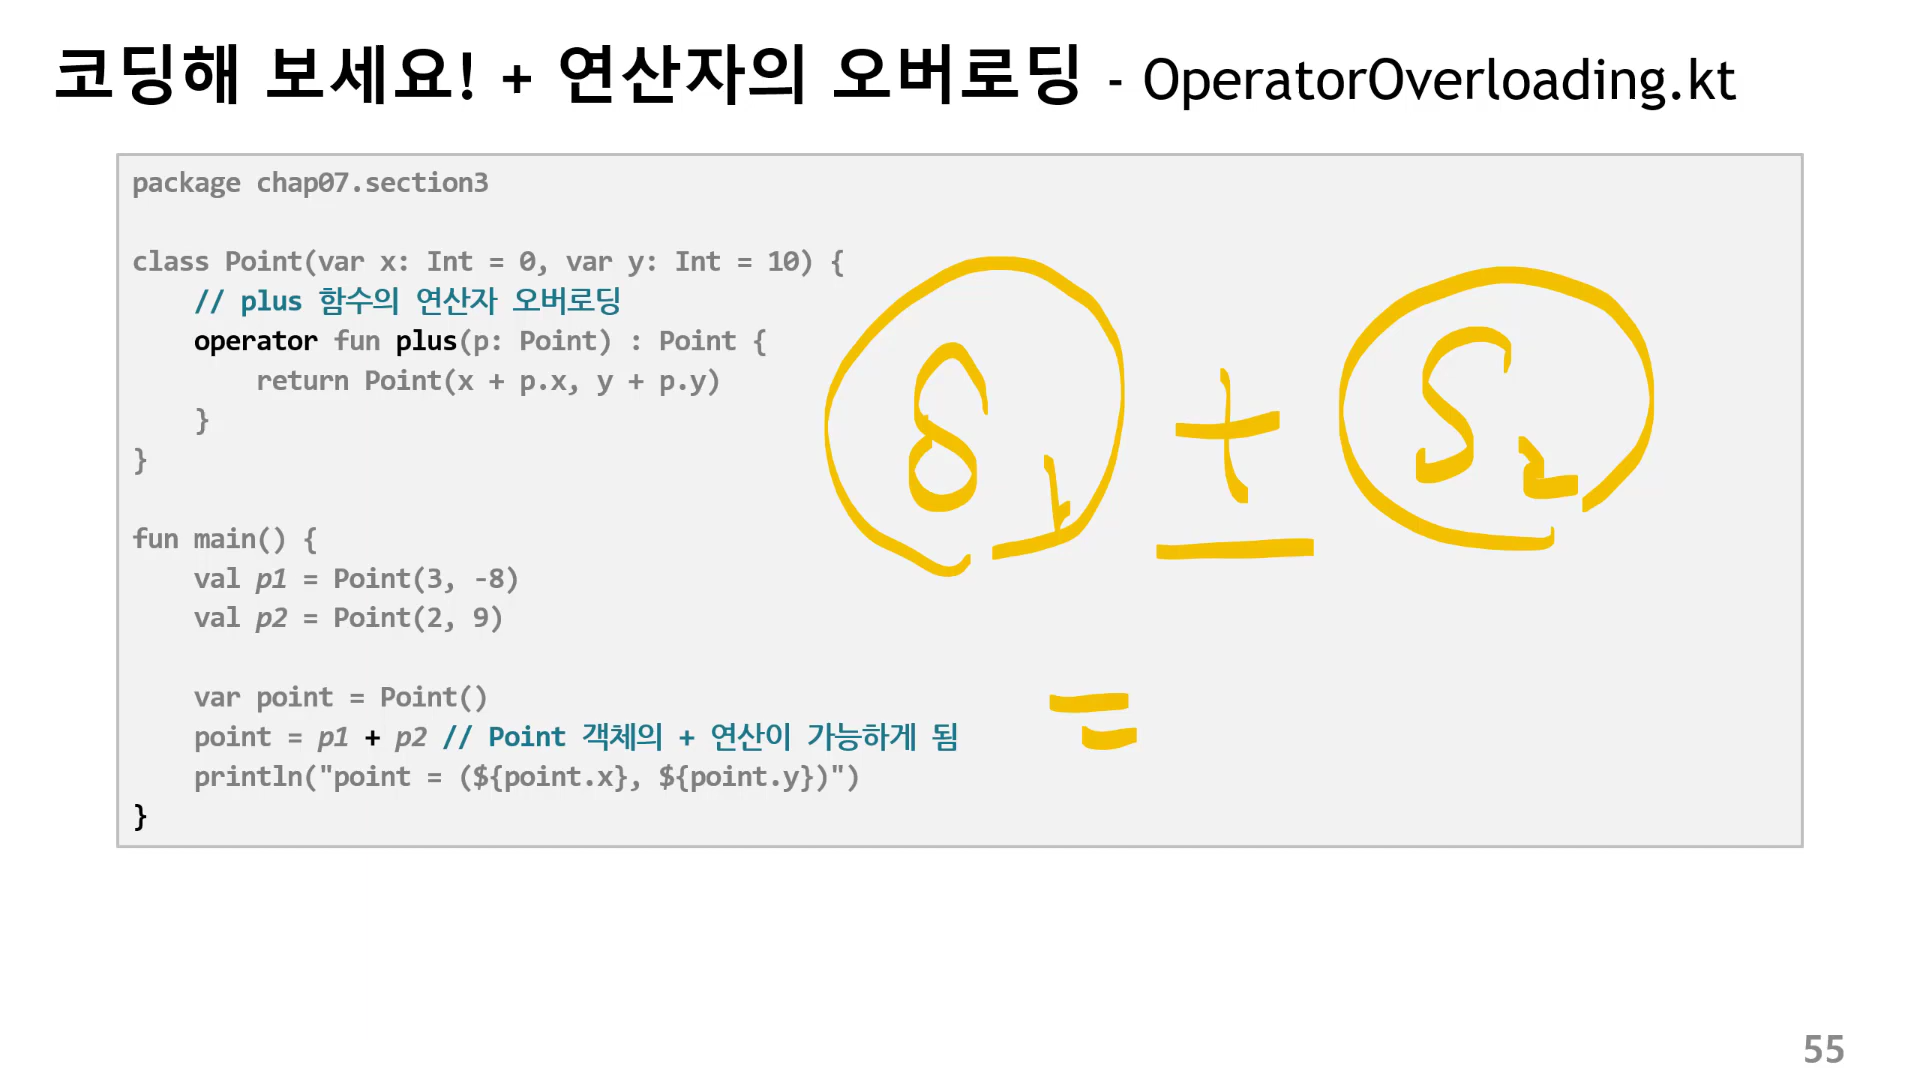 코딩해 보세요! + 연산자의 오버로딩 - OperatorOverloading.kt
package chap07.section3
class Point(var x: Int = 0, var y: Int = 10) {
// plus 함수의 연산자 오버로딩
operator fun plus(p: Point) : Point {
return Point(x + p.x, y + p.y)
}
}
S1 + S2
fun main() {
val p1 = Point(3, -8)
val p2 = Point(2, 9)
var point = Point()
=
point = p1 + p2 // Point 객체의 + 연산이 가능하게 됨
println("point = (${point.x}, ${point.y})")
}
55